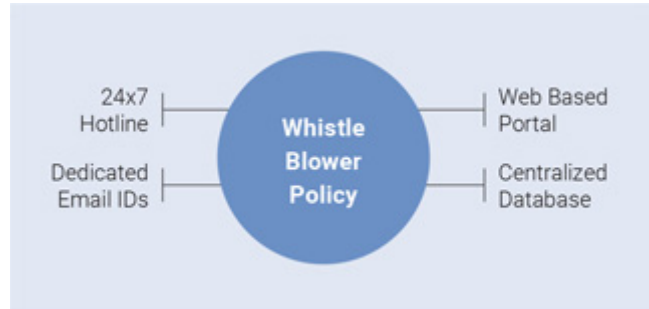 24x7
Hotline
Dedicated
Email IDs
Whistle
Blower
Policy
Web Based
Portal
Centralized
Database